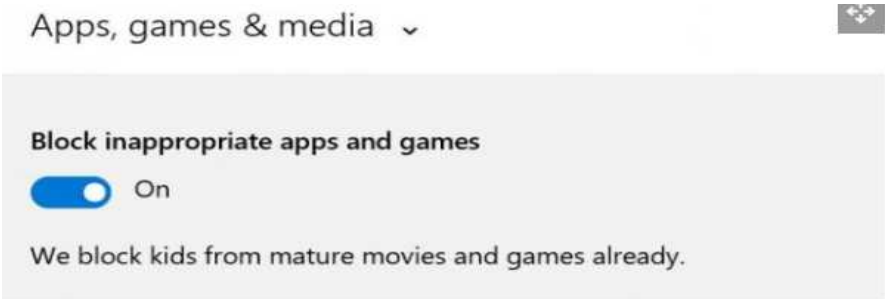 Apps, games & media
Block inappropriate apps and games
On
We block kids from mature movies and games already.